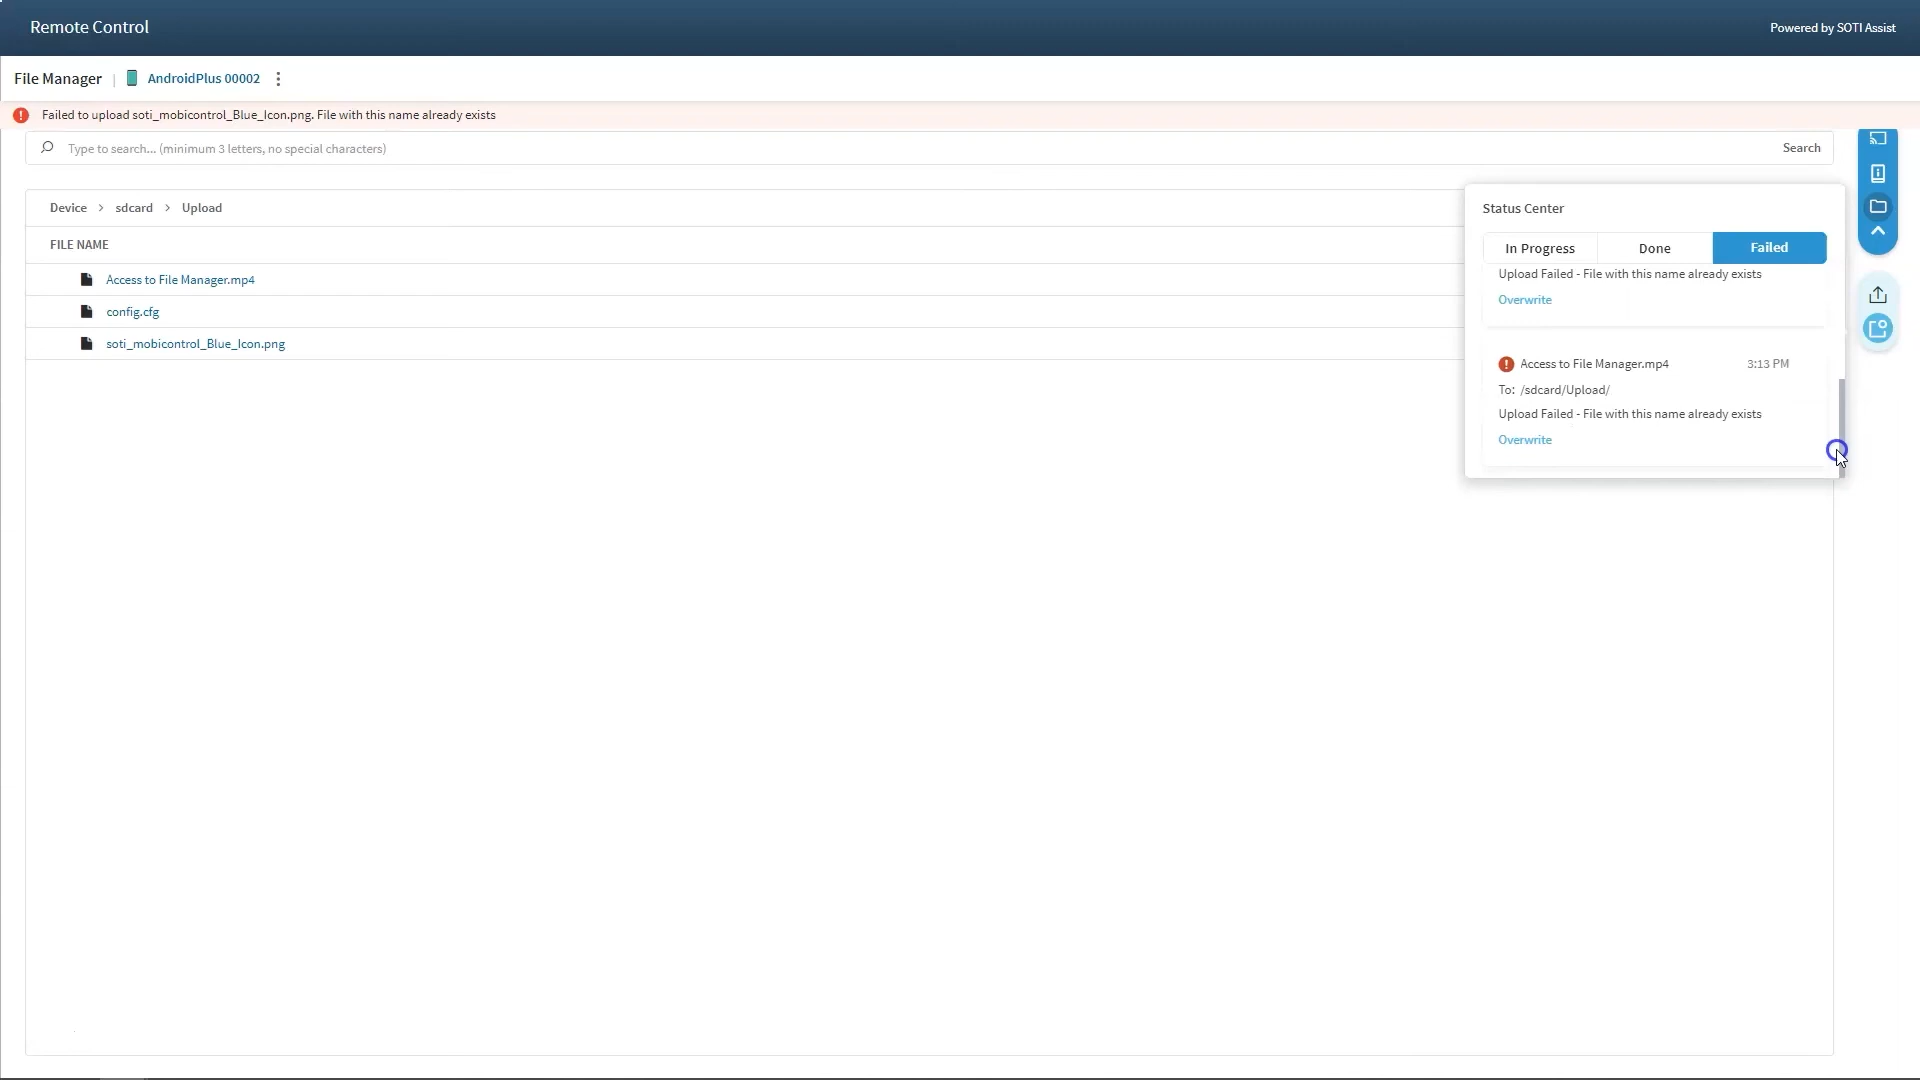 Remote Control
Powered by SOTI Assist
File Manager | AndroidPlus 00002
Failed to upload soti_mobicontrol_Blue_Icon.png. File with this name already exists
Type to search... (minimum 3 letters, no special characters)
Search
Device > sdcard > Upload
FILE NAME
Access to File Manager.mp4
config.cfg
soti_mobicontrol_Blue_Icon.png
Status Center
In Progress
Done
Failed
Upload Failed - File with this name already exists
Overwrite
Access to File Manager.mp4 3:13 PM
To: /sdcard/Upload/
Upload Failed - File with this name already exists
Overwrite